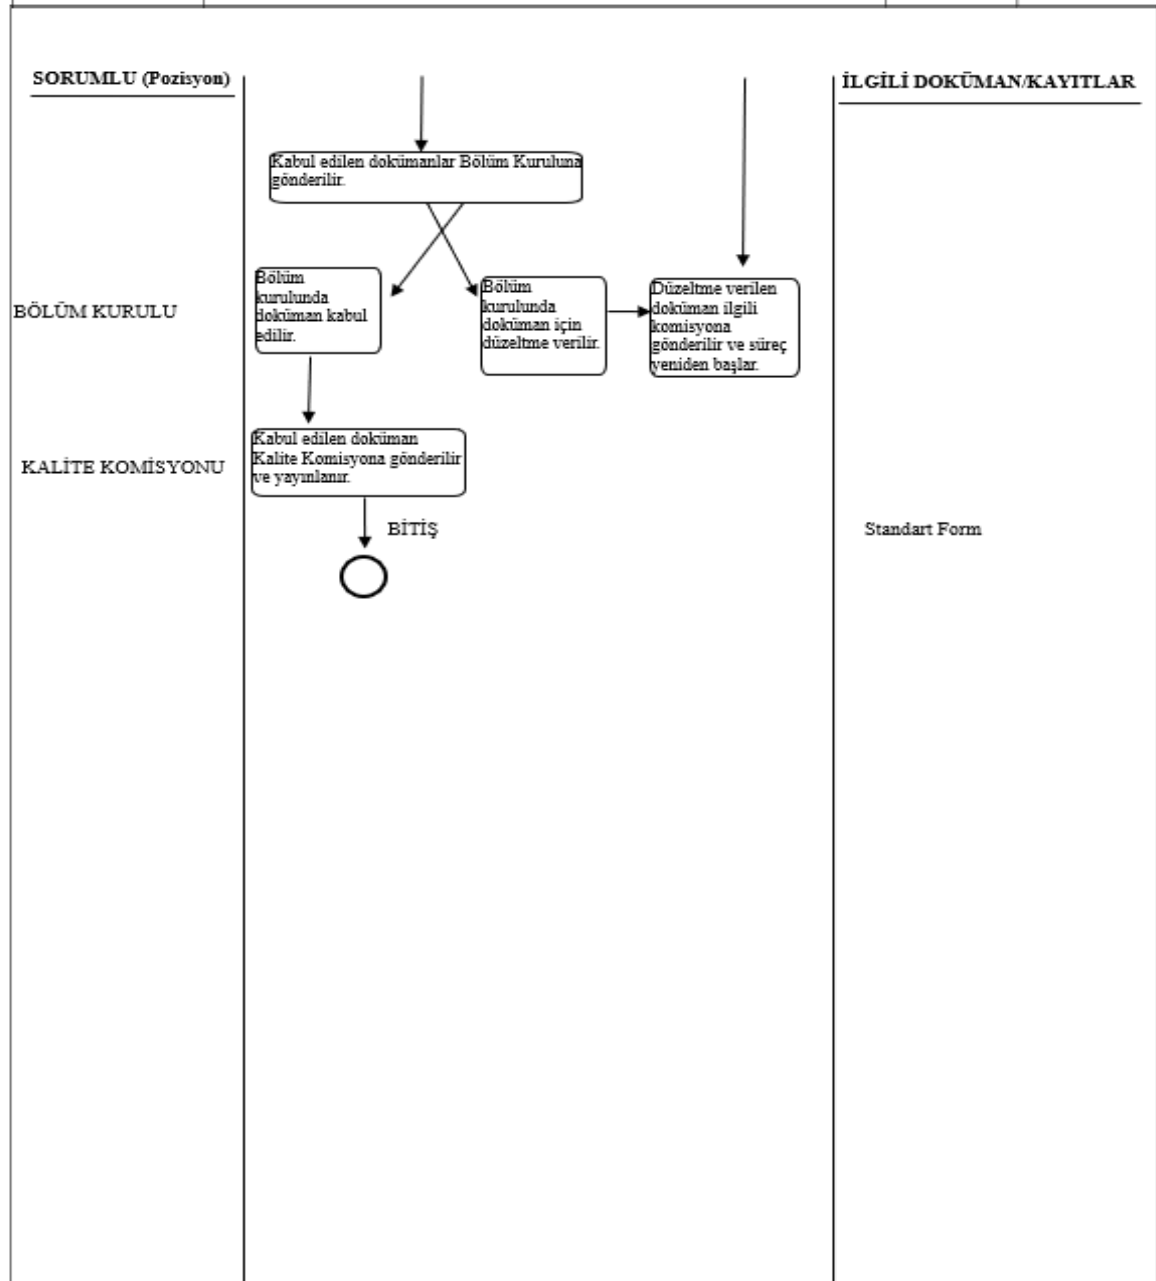 SORUMLU (Pozisyon)
İLGİLİ DOKÜMAN/KAYITLAR
Kabul edilen dokümanlar Bölüm Kuruluna
gönderilir.
BÖLÜM KURULU
Bölüm
kurulunda
doküman kabul
edilir.
Bölüm
kurulunda
doküman için
düzeltme verilir.
Düzeltme verilen
doküman ilgili
komisyona
gönderilir ve süreç
yeniden başlar.
KALİTE KOMİSYONU
Kabul edilen doküman
Kalite Komisyona gönderilir
ve yayınlanır.
BİTİŞ
Standart Form